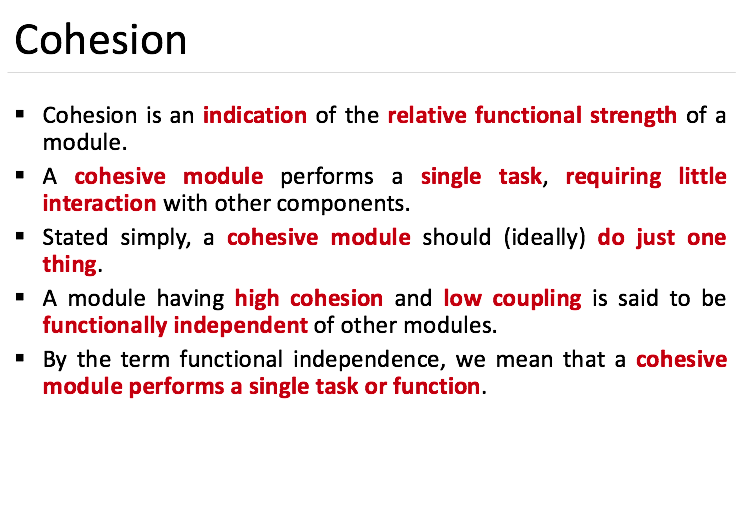 Cohesion
▪ Cohesion is an indication of the relative functional strength of a
module.
▪ A cohesive module performs a single task, requiring little
interaction with other components.
▪ Stated simply, a cohesive module should (ideally) do just one
thing.
▪ A module having high cohesion and low coupling is said to be
functionally independent of other modules.
▪ By the term functional independence, we mean that a cohesive
module performs a single task or function.